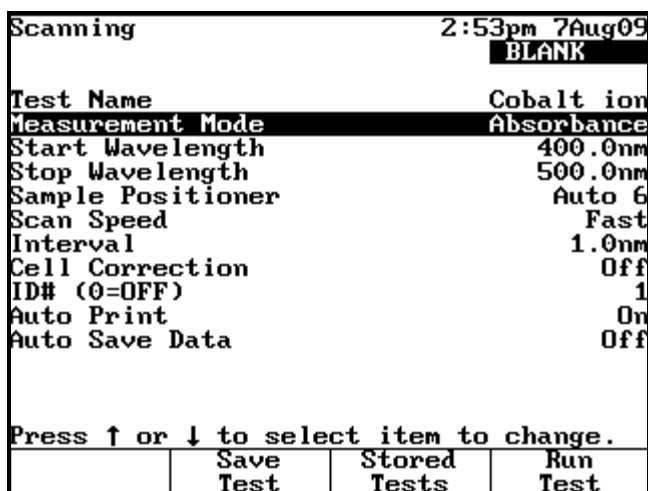 Scanning 2:53pm 7Aug09
BLANK
Test Name Cobalt ion
Measurement Mode Absorbance
Start Wavelength 400.0nm
Stop Wavelength 500.0nm
Sample Positioner Auto 6
Scan Speed Fast
Interval 1.0nm
Cell Correction Off
ID# (0=OFF) 1
Auto Print On
Auto Save Data Off
Press ↑ or ↓ to select item to change.
Save Stored Run
Test Tests Test